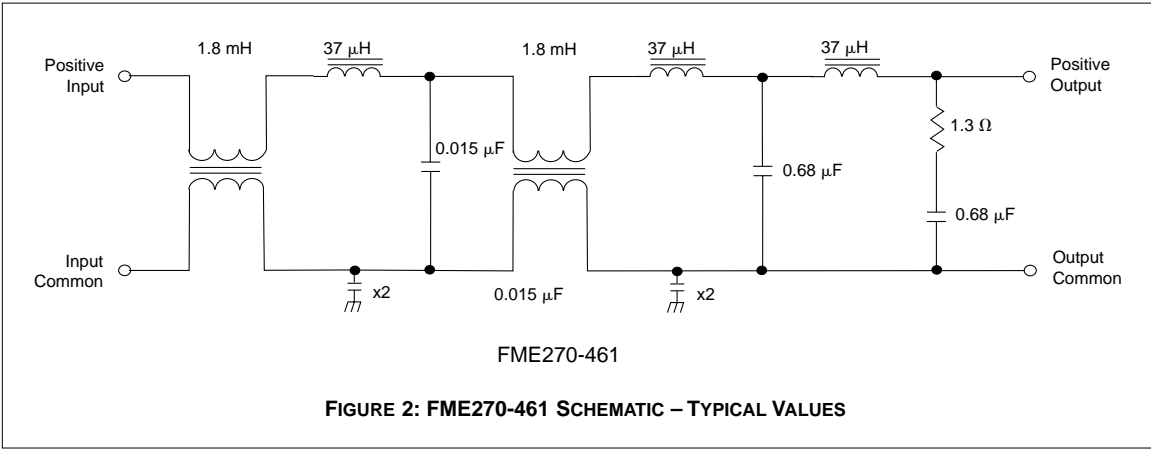 1.8 mH
37 μH
1.8 mH
37 μH
37 μH
Positive
Input
Positive
Output
1.3 Ω
0.015 μF
0.68 μF
0.68 μF
Input
Common
Output
Common
x2
0.015 μF
x2
FME270-461
FIGURE 2: FME270-461 SCHEMATIC – TYPICAL VALUES